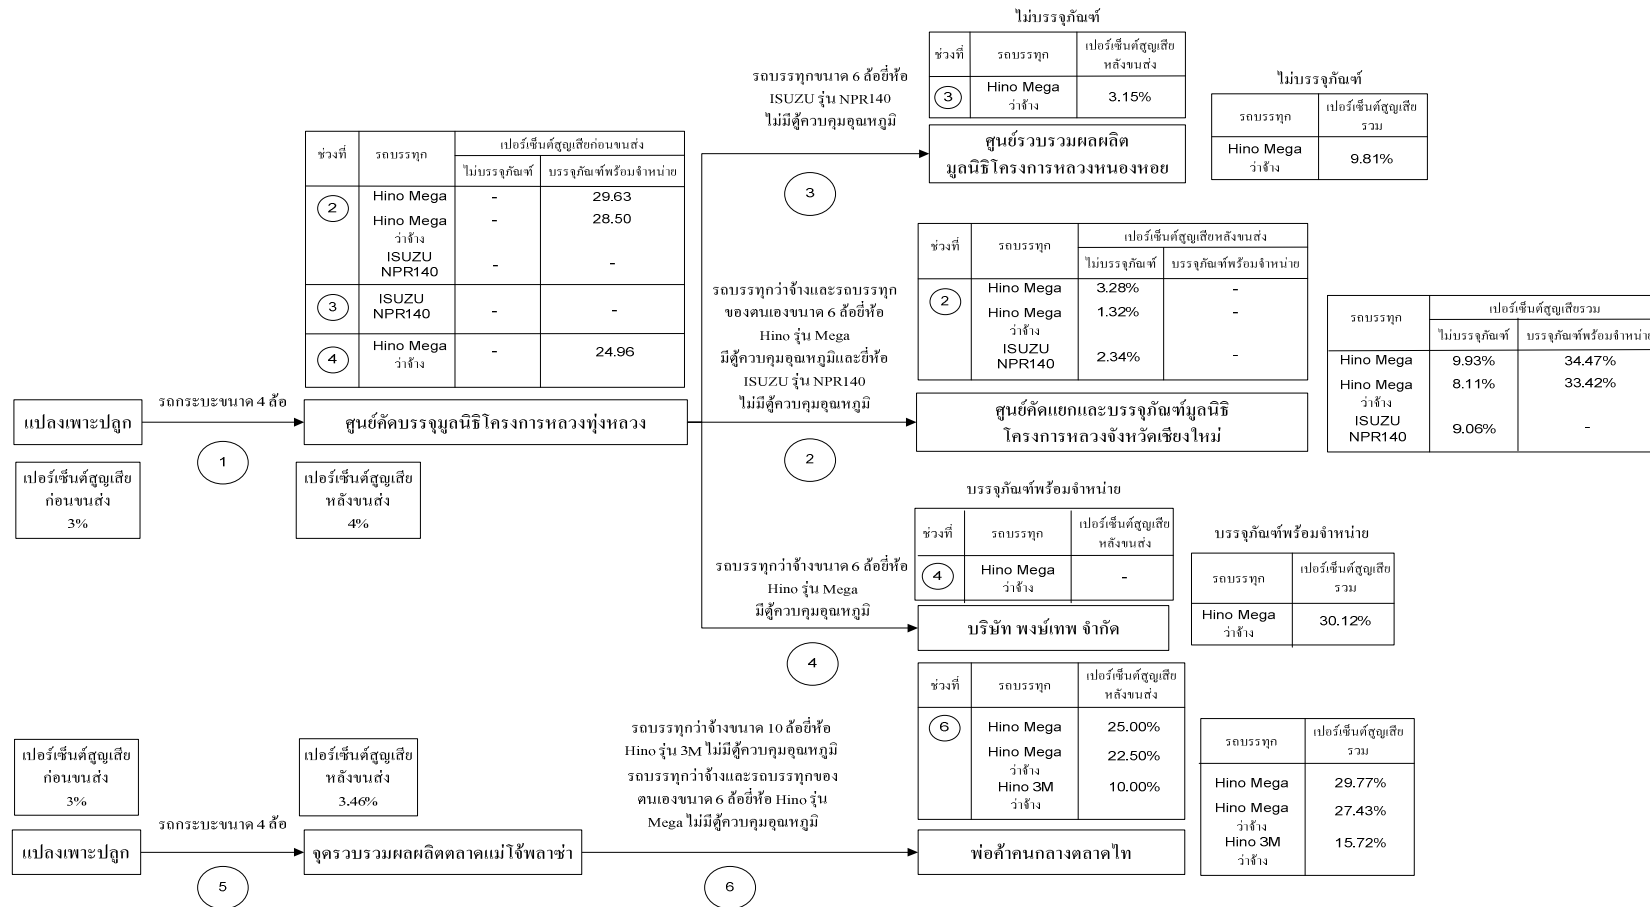 ไม่บรรจุภัณฑ์
ช่วงที่ รถบรรทุก เปอร์เซ็นต์สูญเสีย
หลังขนส่ง
3 Hino Mega 3.15%
ว่าจ้าง
รถบรรทุกขนาด 6 ล้อยี่ห้อ
ISUZU รุ่น NPR140
ไม่มีตู้ควบคุมอุณหภูมิ
3
ศูนย์รวบรวมผลผลิต
มูลนิธิโครงการหลวงหนองหอย
ไม่บรรจุภัณฑ์
รถบรรทุก เปอร์เซ็นต์สูญเสีย
รวม
Hino Mega 9.81%
ว่าจ้าง
ช่วงที่ รถบรรทุก เปอร์เซ็นต์สูญเสียก่อนขนส่ง
ไม่บรรจุภัณฑ์ บรรจุภัณฑ์พร้อมจำหน่าย
2 Hino Mega - 29.63
Hino Mega - 28.50
ว่าจ้าง
ISUZU
NPR140 - -
3 ISUZU
NPR140 - -
4 Hino Mega - 24.96
ว่าจ้าง
รถบรรทุกว่าจ้างและรถบรรทุก
ของตนเองขนาด 6 ล้อยี่ห้อ
Hino รุ่น Mega
มีตู้ควบคุมอุณหภูมิและยี่ห้อ
ISUZU รุ่น NPR140
ไม่มีตู้ควบคุมอุณหภูมิ
2
ช่วงที่ รถบรรทุก เปอร์เซ็นต์สูญเสียหลังขนส่ง
ไม่บรรจุภัณฑ์ บรรจุภัณฑ์พร้อมจำหน่าย
2 Hino Mega 3.28% -
Hino Mega 1.32% -
ว่าจ้าง
ISUZU
NPR140 2.34% -
ศูนย์คัดแยกและบรรจุภัณฑ์มูลนิธิ
โครงการหลวงจังหวัดเชียงใหม่
รถบรรทุก เปอร์เซ็นต์สูญเสียรวม
ไม่บรรจุภัณฑ์ บรรจุภัณฑ์พร้อมจำหน่าย
Hino Mega 9.93% 34.47%
Hino Mega 8.11% 33.42%
ว่าจ้าง
ISUZU
NPR140 9.06% -
แปลงเพาะปลูก
รถกระบะขนาด 4 ล้อ
1
ศูนย์คัดบรรจุมูลนิธิโครงการหลวงทุ่งหลวง
เปอร์เซ็นต์สูญเสีย
ก่อนขนส่ง
3%
เปอร์เซ็นต์สูญเสีย
หลังขนส่ง
4%
บรรจุภัณฑ์พร้อมจำหน่าย
ช่วงที่ รถบรรทุก เปอร์เซ็นต์สูญเสีย
หลังขนส่ง
4 Hino Mega -
ว่าจ้าง
รถบรรทุกว่าจ้างขนาด 6 ล้อยี่ห้อ
Hino รุ่น Mega
มีตู้ควบคุมอุณหภูมิ
4
บริษัท พงษ์เทพ จำกัด
บรรจุภัณฑ์พร้อมจำหน่าย
รถบรรทุก เปอร์เซ็นต์สูญเสีย
รวม
Hino Mega 30.12%
ว่าจ้าง
ช่วงที่ รถบรรทุก เปอร์เซ็นต์สูญเสีย
หลังขนส่ง
6 Hino Mega 25.00%
Hino Mega 22.50%
ว่าจ้าง
Hino 3M 10.00%
ว่าจ้าง
รถบรรทุก เปอร์เซ็นต์สูญเสีย
รวม
Hino Mega 29.77%
Hino Mega 27.43%
ว่าจ้าง
Hino 3M 15.72%
ว่าจ้าง
เปอร์เซ็นต์สูญเสีย
ก่อนขนส่ง
3%
เปอร์เซ็นต์สูญเสีย
หลังขนส่ง
3.46%
รถบรรทุกว่าจ้างขนาด 10 ล้อยี่ห้อ
Hino รุ่น 3M ไม่มีตู้ควบคุมอุณหภูมิ
รถบรรทุกว่าจ้างและรถบรรทุกของ
ตนเองขนาด 6 ล้อยี่ห้อ Hino รุ่น
Mega ไม่มีตู้ควบคุมอุณหภูมิ
แปลงเพาะปลูก
รถกระบะขนาด 4 ล้อ
5
จุดรวบรวมผลผลิตตลาดแม่โจ้พลาซ่า
6
พ่อค้าคนกลางตลาดไท